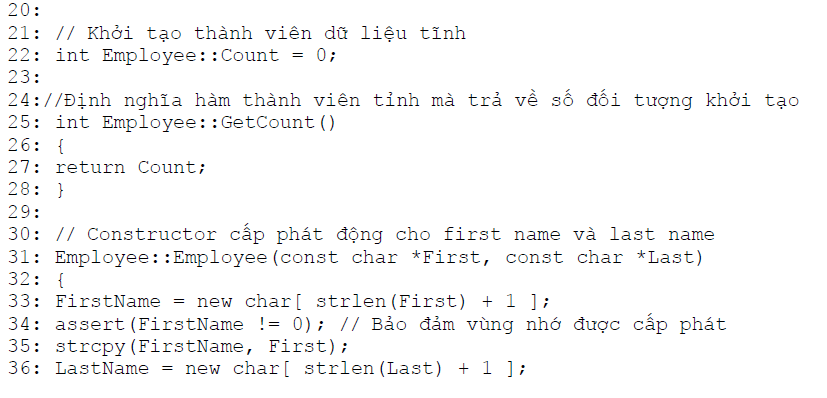 20:
21: // Khởi tạo thành viên dữ liệu tĩnh
22: int Employee::Count = 0;
23:
24://Định nghĩa hàm thành viên tỉnh mà trả về số đối tượng khởi tạo
25: int Employee::GetCount()
26: {
27: return Count;
28: }
29:
30: // Constructor cấp phát động cho first name và last name
31: Employee::Employee(const char *First, const char *Last)
32: {
33: FirstName = new char[ strlen(First) + 1 ];
34: assert(FirstName != 0); // Bảo đảm vùng nhớ được cấp phát
35: strcpy(FirstName, First);
36: LastName = new char[ strlen(Last) + 1 ];